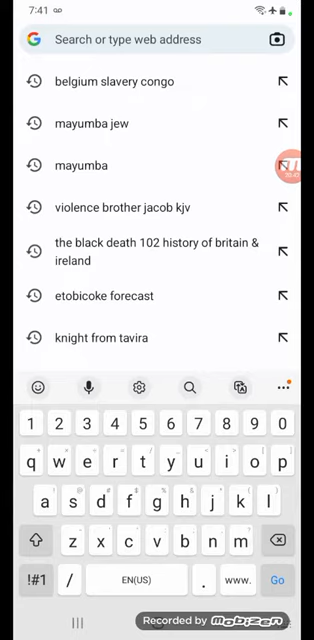 7:41
Search or type web address
belgium slavery congo
mayumba jew
mayumba
violence brother jacob kjv
the black death 102 history of britain &
ireland
etobicoke forecast
knight from tavira
1 2 3 4 5 6 7 8 9 0
q w e r t y u i o p
a s d f g h j k l
z x c v b n m
!#1 / EN(US) . www. Go
Recorded by mobizen